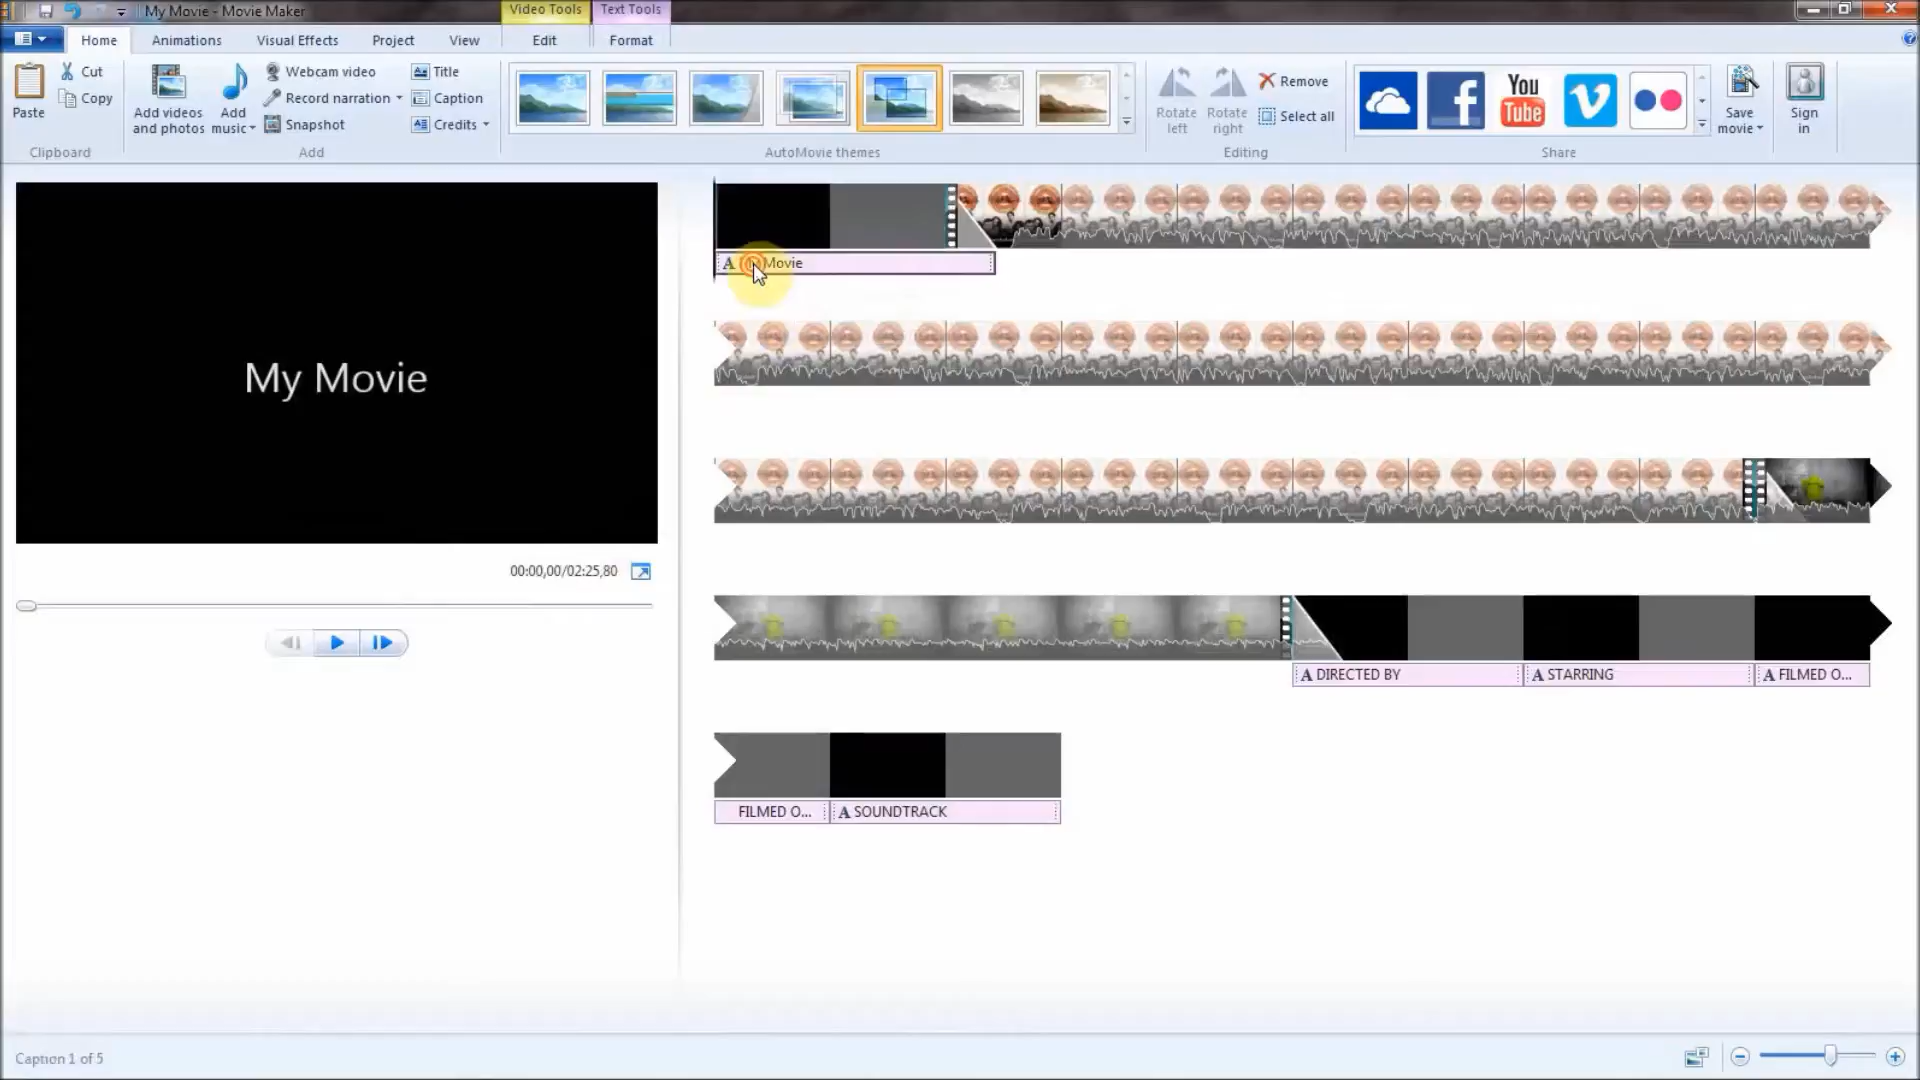 My Movie - Movie Maker
Video Tools
Text Tools
Home
Animations
Visual Effects
Project
View
Edit
Format
Paste
Cut
Copy
Clipboard
Add videos
and photos
Add
music
Webcam video
Record narration
Snapshot
Title
Caption
Credits
Add
AutoMovie themes
Rotate
left
Rotate
right
Remove
Select all
Editing
You
Tube
Share
Save
movie
Sign
in
My Movie
00:00,00/02:25,80
A Movie
A DIRECTED BY
A STARRING
A FILMED O...
FILMED O...
A SOUNDTRACK
Caption 1 of 5